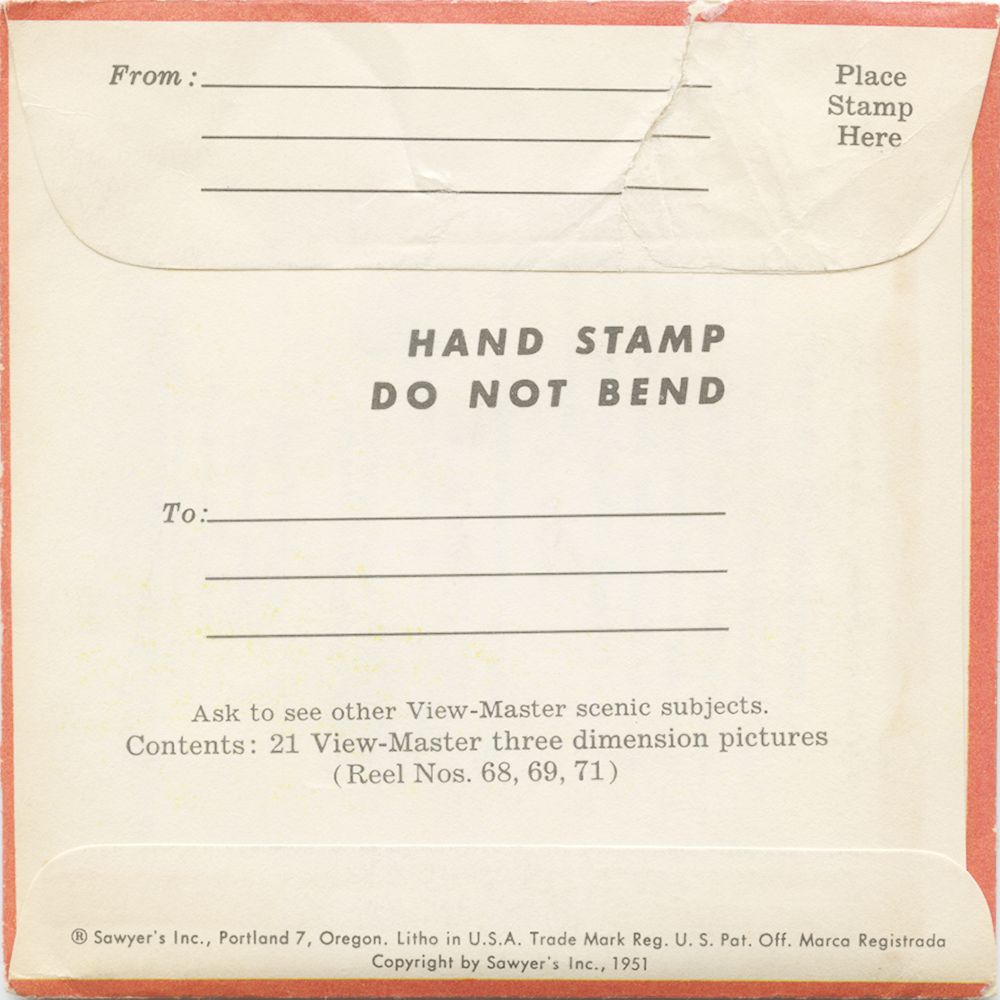 From:
Place
Stamp
Here
HAND STAMP
DO NOT BEND
To:
Ask to see other View-Master scenic subjects.
Contents: 21 View-Master three dimension pictures
(Reel Nos. 68, 69, 71)
® Sawyer's Inc., Portland 7, Oregon. Litho in U.S.A. Trade Mark Reg. U. S. Pat. Off. Marca Registrada
Copyright by Sawyer's Inc., 1951